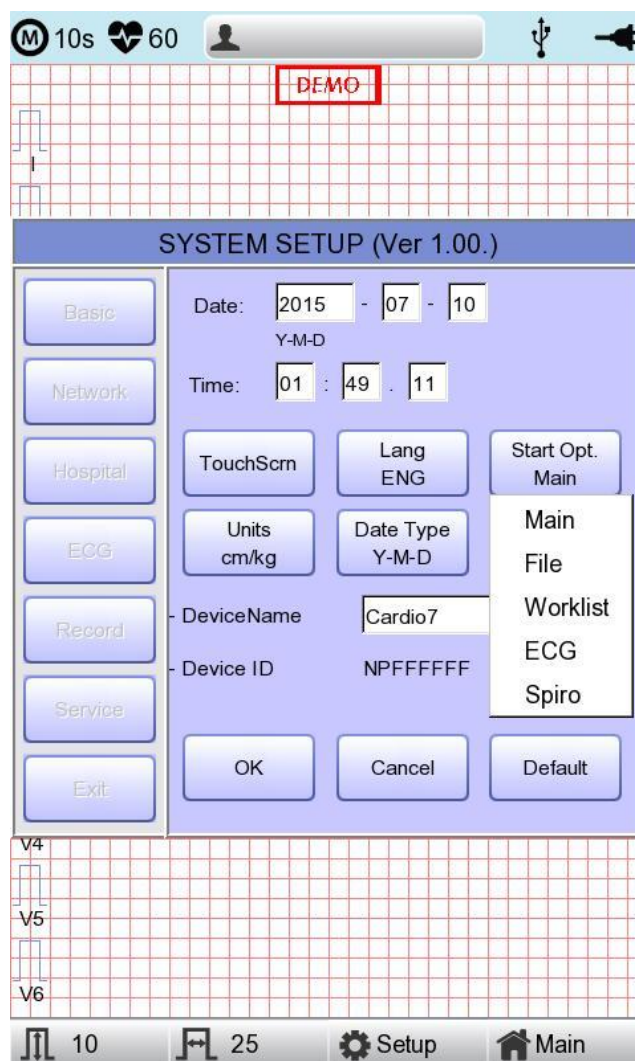 M 10s 60
DEMO
I
SYSTEM SETUP (Ver 1.00.)
Basic
Network
Hospital
ECG
Record
Service
Exit
Date: 2015 - 07 - 10
Y-M-D
Time: 01 : 49 . 11
TouchScrn
Lang
ENG
Start Opt.
Main
Units
cm/kg
Date Type
Y-M-D
Main
File
Worklist
ECG
Spiro
- DeviceName Cardio7
- Device ID NPFFFFFF
OK Cancel Default
V4
V5
V6
10 25 Setup Main